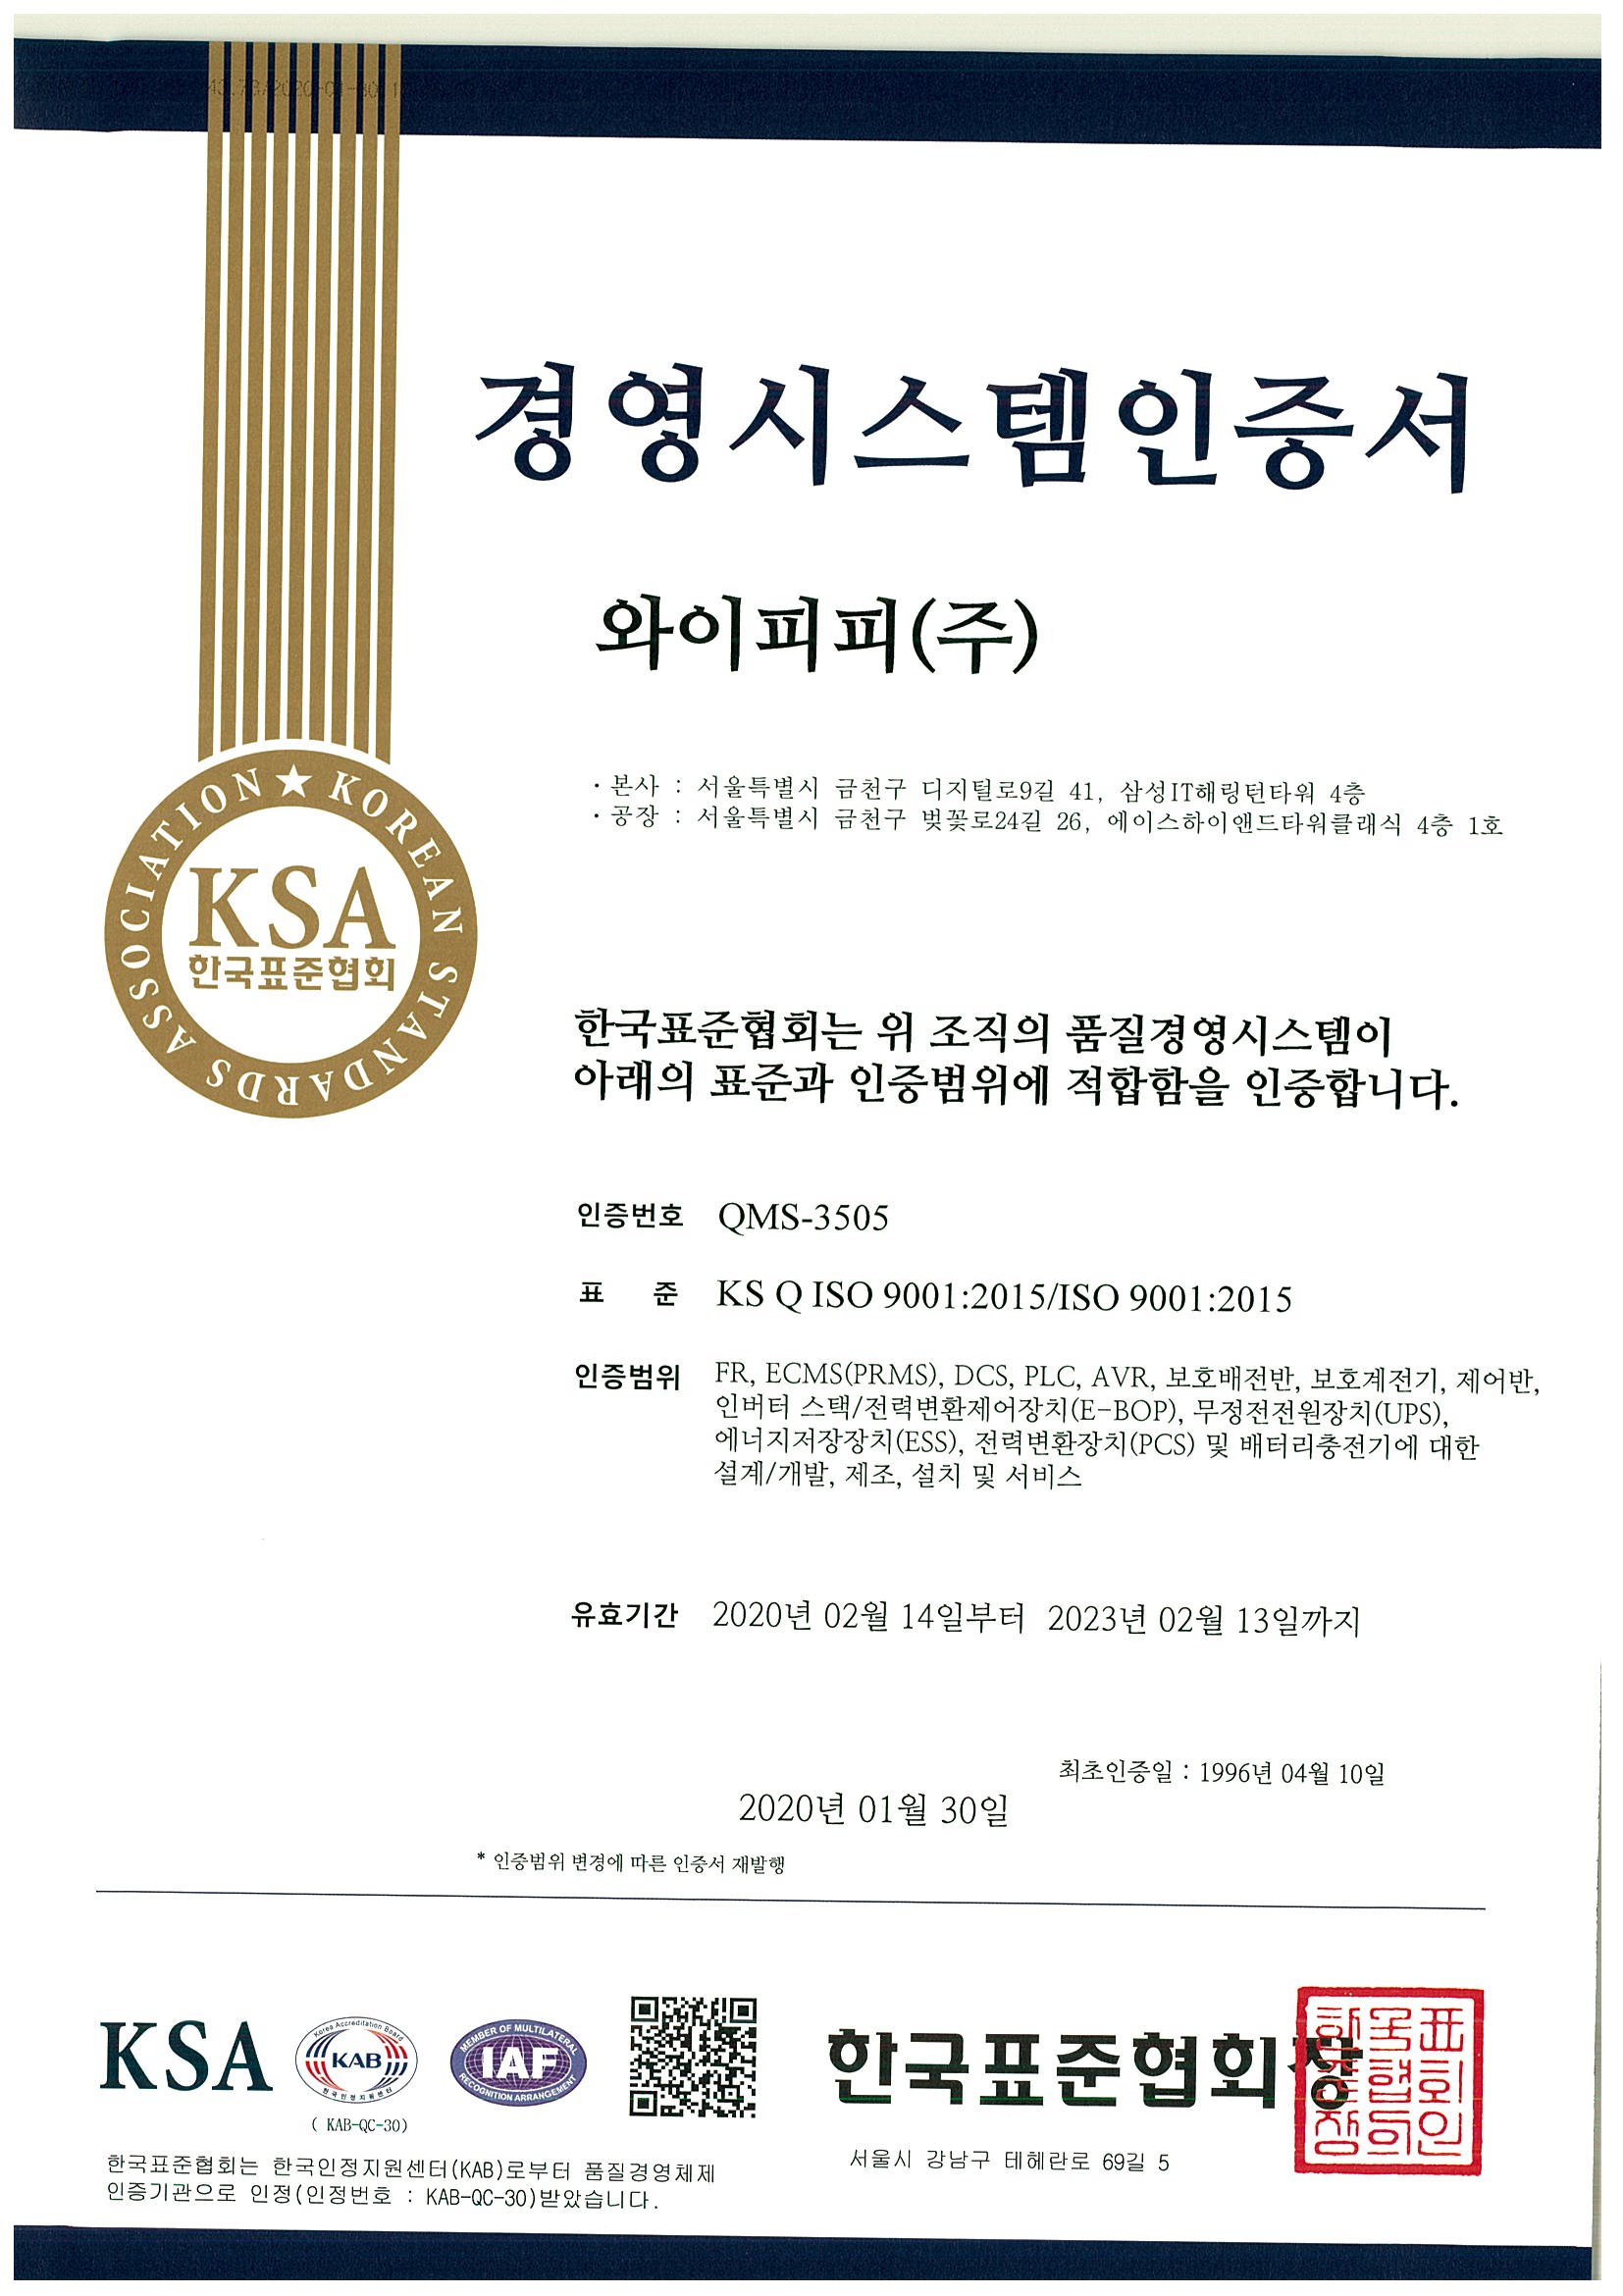 경영시스템인증서
와이피피(주)
· 본사 : 서울특별시 금천구 디지털로9길 41, 삼성IT해링턴타워 4층
· 공장 : 서울특별시 금천구 벚꽃로24길 26, 에이스하이앤드타워클래식 4층 1호
ASSOCIATION ★ KOREAN STANDARDS
KSA
한국표준협회
한국표준협회는 위 조직의 품질경영시스템이
아래의 표준과 인증범위에 적합함을 인증합니다.
인증번호 QMS-3505
표 준 KS Q ISO 9001:2015/ISO 9001:2015
인증범위 FR, ECMS(PRMS), DCS, PLC, AVR, 보호배전반, 보호계전기, 제어반,
인버터 스택/전력변환제어장치(E-BOP), 무정전전원장치(UPS),
에너지저장장치(ESS), 전력변환장치(PCS) 및 배터리충전기에 대한
설계/개발, 제조, 설치 및 서비스
유효기간 2020년 02월 14일부터 2023년 02월 13일까지
최초인증일 : 1996년 04월 10일
2020년 01월 30일
* 인증범위 변경에 따른 인증서 재발행
KSA
Korea Accreditation Board
KAB
한국인정지원센터
( KAB-QC-30)
MEMBER OF MULTILATERAL
IAF
RECOGNITION ARRANGEMENT
한국표준협회장
한국표준협회는 한국인정지원센터(KAB)로부터 품질경영체제
인증기관으로 인정(인정번호 : KAB-QC-30)받았습니다.
서울시 강남구 테헤란로 69길 5